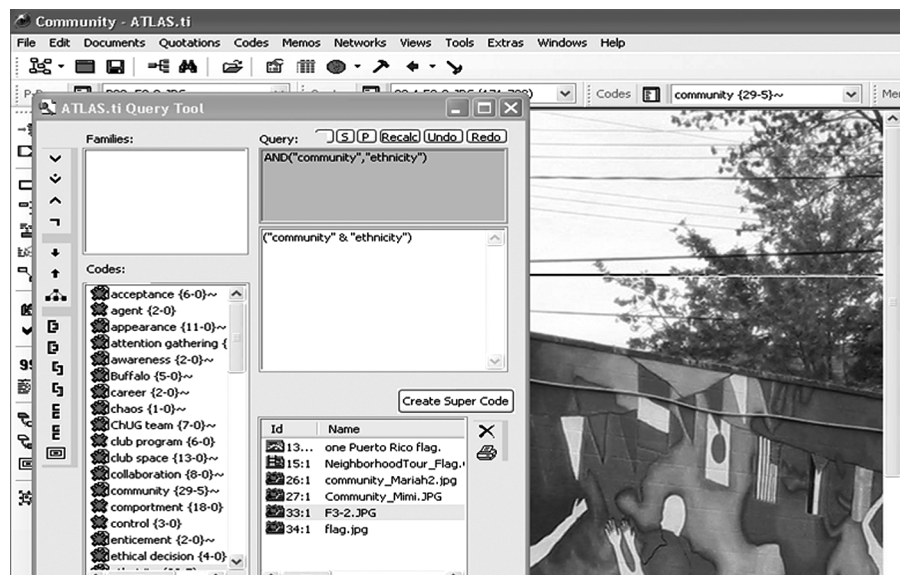 Community - ATLAS.ti
File Edit Documents Quotations Codes Memos Networks Views Tools Extras Windows Help
Codes community {29-5}~
ATLAS.ti Query Tool
Families:
Query: S P Recalc Undo Redo
AND("community","ethnicity")
("community" & "ethnicity")
Codes:
acceptance {6-0}~
agent {2-0}
appearance {11-0}~
attention gathering {
awareness {2-0}~
Buffalo {5-0}~
career {2-0}~
chaos {1-0}~
ChUG team {7-0}~
club program {6-0}
club space {13-0}~
collaboration {8-0}~
community {29-5}~
comportment {18-0}
control {3-0}
enticement {2-0}~
ethical decision {4-0}
Create Super Code
Id Name
13... one Puerto Rico flag.
15:1 NeighborhoodTour_Flag.
26:1 community_Mariah2.jpg
27:1 Community_Mimi.JPG
33:1 F3-2.JPG
34:1 flag.jpg